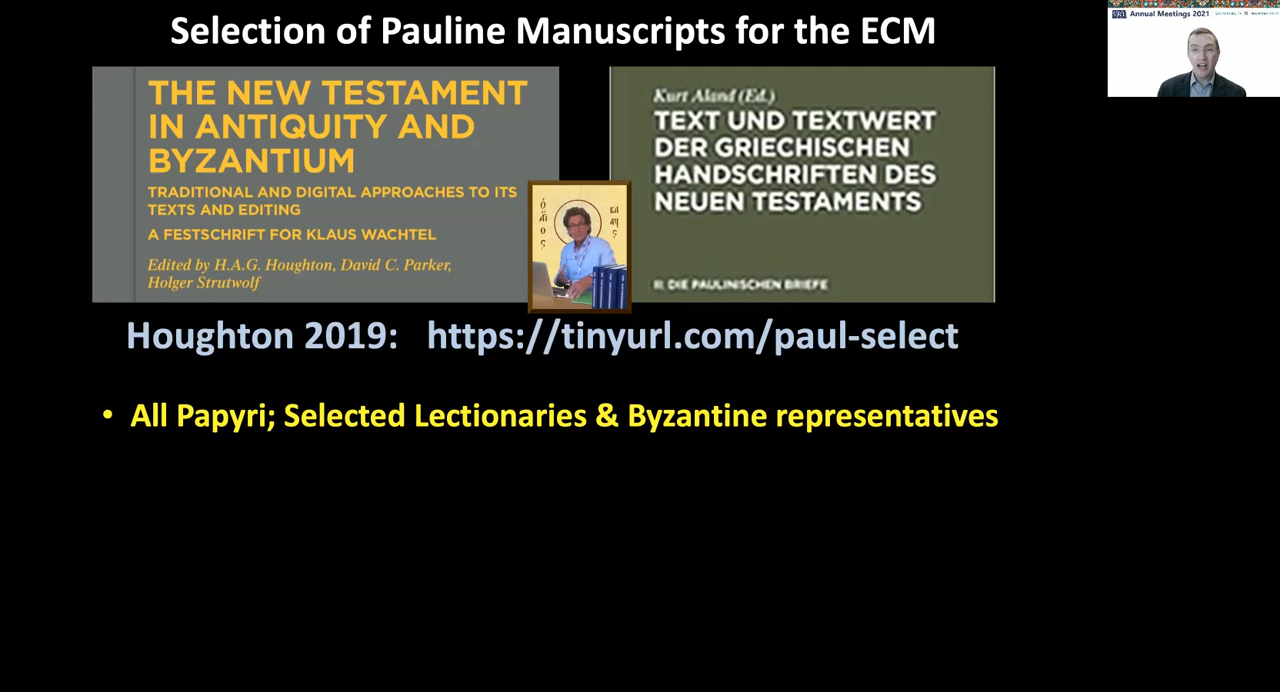 Selection of Pauline Manuscripts for the ECM
Annual Meetings 2021
THE NEW TESTAMENT
IN ANTIQUITY AND
BYZANTIUM
TRADITIONAL AND DIGITAL APPROACHES TO ITS
TEXTS AND EDITING
A FESTSCHRIFT FOR KLAUS WACHTEL
Edited by H.A.G. Houghton, David C. Parker,
Holger Strutwolf
Kurt Aland (Ed.)
TEXT UND TEXTWERT
DER GRIECHISCHEN
HANDSCHRIFTEN DES
NEUEN TESTAMENTS
II: DIE PAULINISCHEN BRIEFE
Houghton 2019: https://tinyurl.com/paul-select
• All Papyri; Selected Lectionaries & Byzantine representatives